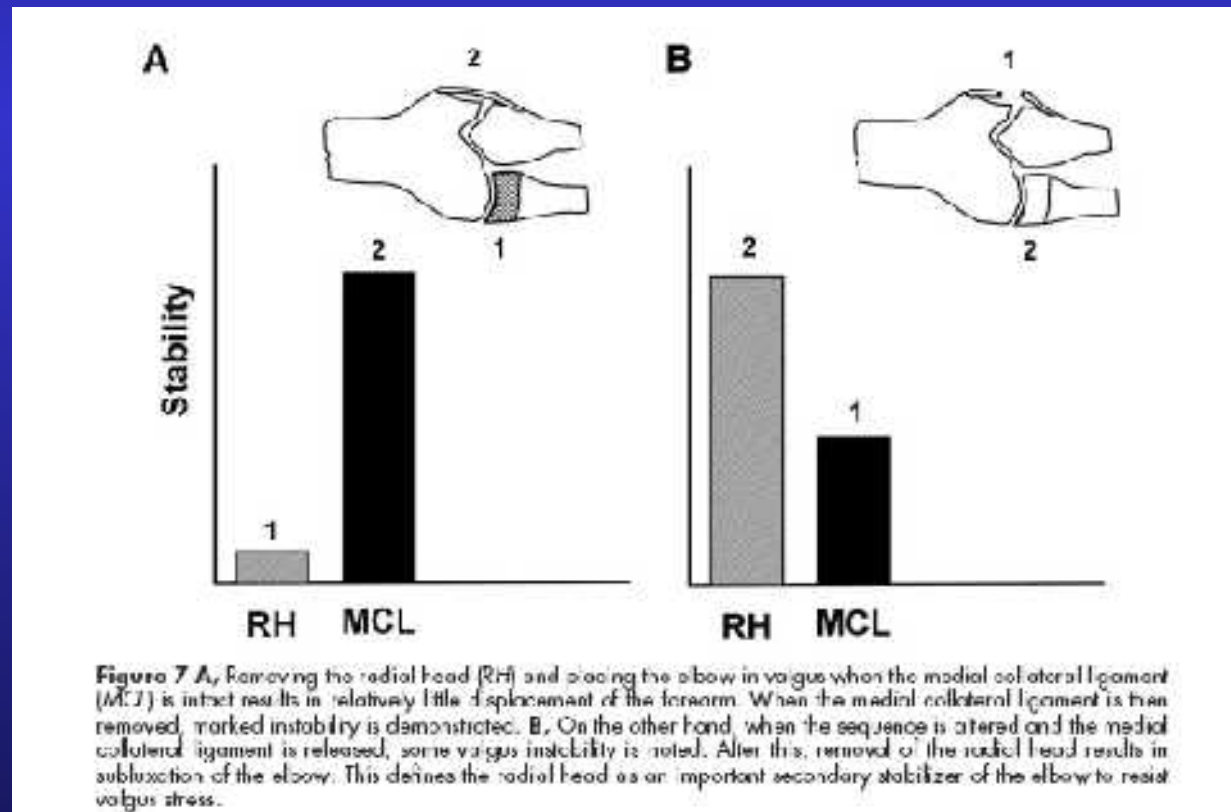 A
2
B
1
2
1
2
2
1
1
Stability
RH
MCL
RH
MCL
Figure 7 A, Removing the radial head (RH) and placing the elbow in valgus when the medial collateral ligament
(MCL) is intact results in relatively little displacement of the forearm. When the medial collateral ligament is then
removed, marked instability is demonstrated. B, On the other hand, when the sequence is altered and the medial
collateral ligament is released, some valgus instability is noted. After this, removal of the radial head results in
subluxation of the elbow. This defines the radial head as an important secondary stabilizer of the elbow to resist
valgus stress.